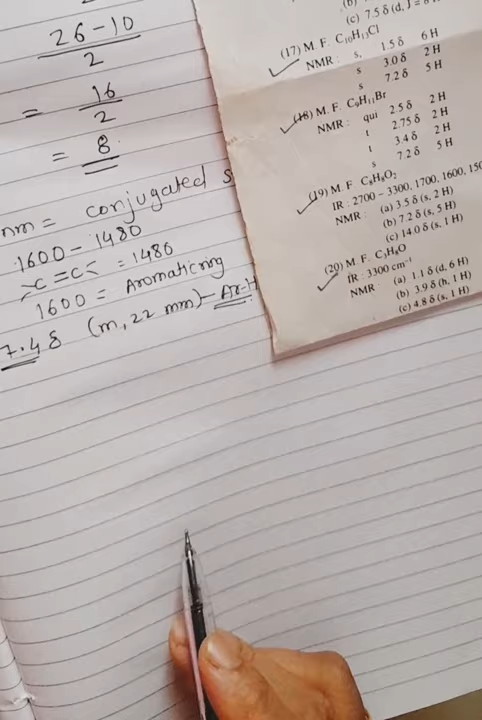 26-10
2
= 16
2
= 8
nm = conjugated s
1600 - 1480
>C=C< = 1480
1600 = Aromatic ring
7.4 δ (m, 22 mm) - Ar-H
(c) 7.5 δ (d, J =
(17) M. F. C10H13Cl
NMR : s, 1.5 δ 6 H
s 3.0 δ 2 H
s 7.2 δ 5 H
(18) M. F. C9H11Br
NMR : qui 2.5 δ 2 H
t 2.75 δ 2 H
t 3.4 δ 2 H
s 7.2 δ 5 H
(19) M. F C8H8O2
IR : 2700 - 3300, 1700, 1600, 150
NMR : (a) 3.5 δ (s, 2 H)
(b) 7.2 δ (s, 5 H)
(c) 14.0 δ (s, 1 H)
(20) M. F. C3H8O
IR : 3300 cm-1
NMR : (a) 1.1 δ (d, 6 H)
(b) 3.9 δ (h, 1 H)
(c) 4.8 δ (s, 1 H)